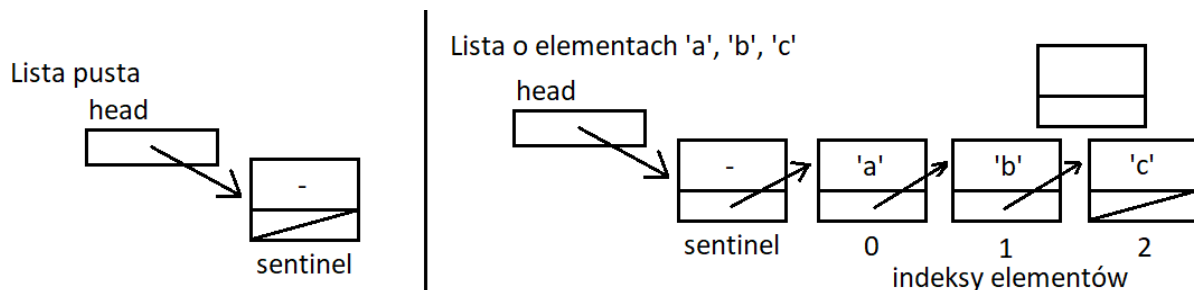 Lista pusta
head
-
sentinel
Lista o elementach 'a', 'b', 'c'
head
- 'a' 'b' 'c'
sentinel 0 1 2
indeksy elementów